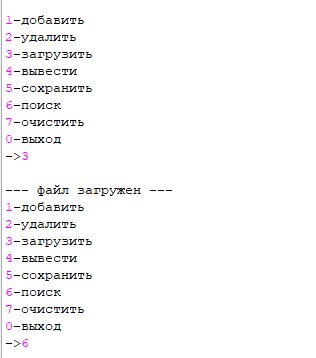 1-добавить
2-удалить
3-загрузить
4-вывести
5-сохранить
6-поиск
7-очистить
0-выход
->3
--- файл загружен ---
1-добавить
2-удалить
3-загрузить
4-вывести
5-сохранить
6-поиск
7-очистить
0-выход
->6